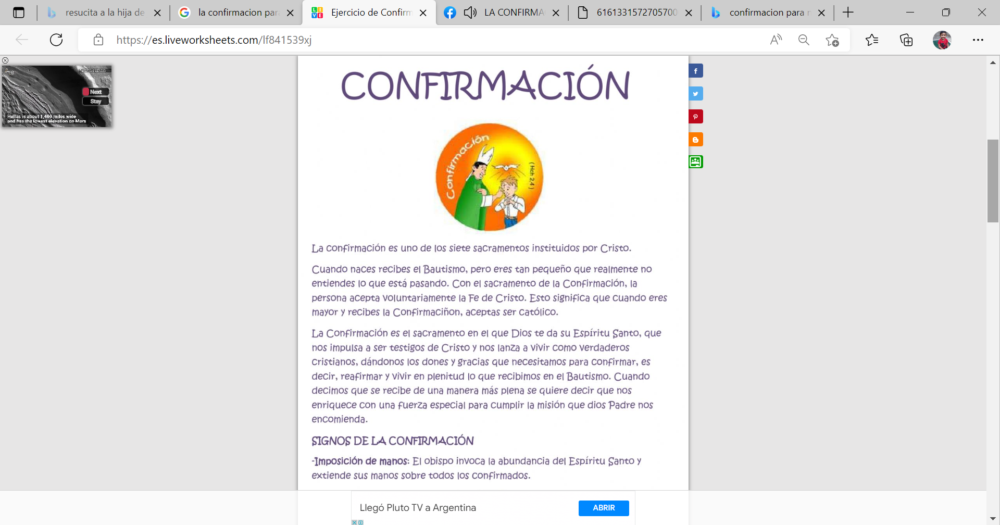 resucita a la hija de
la confirmacion par
Ejercicio de Confirm
LA CONFIRMA
6161331572705700
confirmacion para n
https://es.liveworksheets.com/lf841539xj
Next
Stay
Hellas is about 1,400 miles wide
and has the lowest elevation on Mars
CONFIRMACIÓN
Confirmación
(Hch 2,4)
La confirmación es uno de los siete sacramentos instituidos por Cristo.
Cuando naces recibes el Bautismo, pero eres tan pequeño que realmente no
entiendes lo que está pasando. Con el sacramento de la Confirmación, la
persona acepta voluntariamente la Fe de Cristo. Esto significa que cuando eres
mayor y recibes la Confirmaciñon, aceptas ser católico.
La Confirmación es el sacramento en el que Dios te da su Espíritu Santo, que
nos impulsa a ser testigos de Cristo y nos lanza a vivir como verdaderos
cristianos, dándonos los dones y gracias que necesitamos para confirmar, es
decir, reafirmar y vivir en plenitud lo que recibimos en el Bautismo. Cuando
decimos que se recibe de una manera más plena se quiere decir que nos
enriquece con una fuerza especial para cumplir la misión que dios Padre nos
encomienda.
SIGNOS DE LA CONFIRMACIÓN
-Imposición de manos: El obispo invoca la abundancia del Espíritu Santo y
extiende sus manos sobre todos los confirmados.
Llegó Pluto TV a Argentina
ABRIR